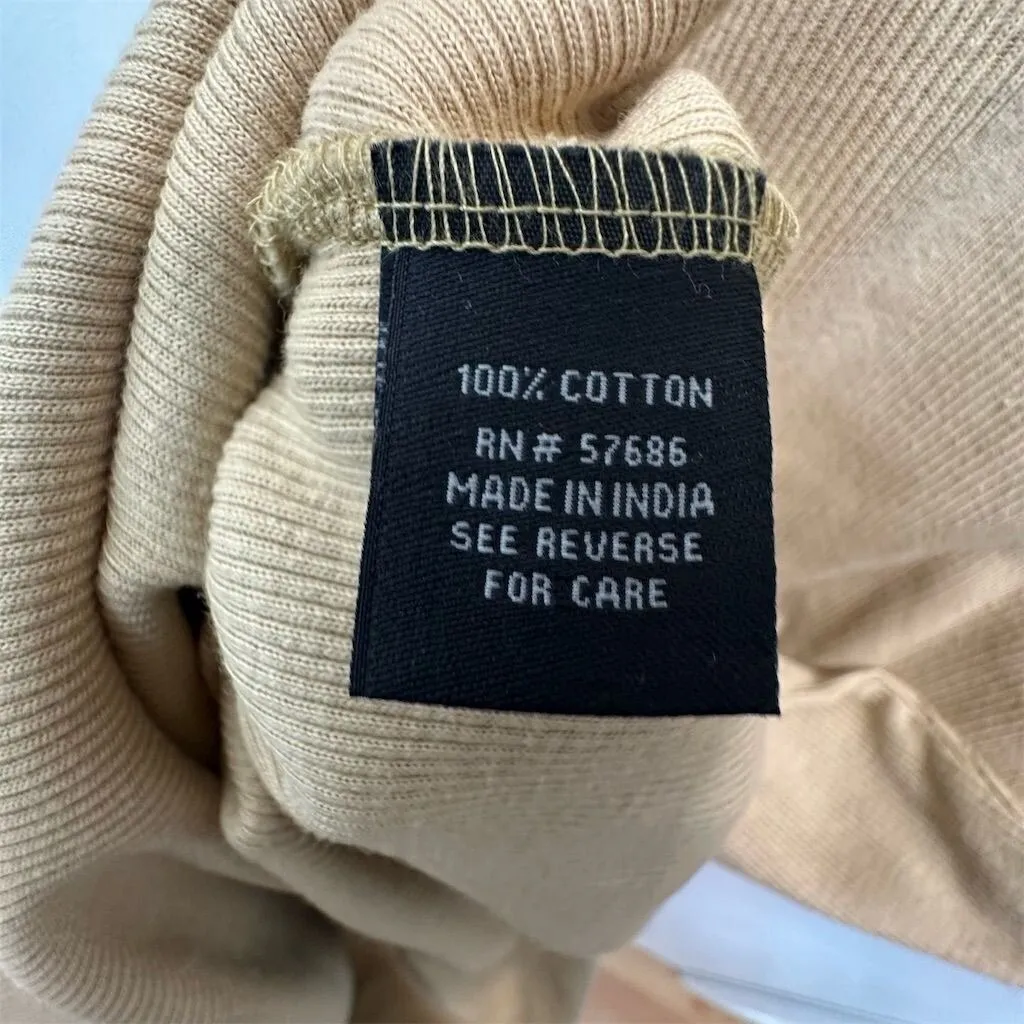 100% COTTON
RN # 57686
MADE IN INDIA
SEE REVERSE
FOR CARE